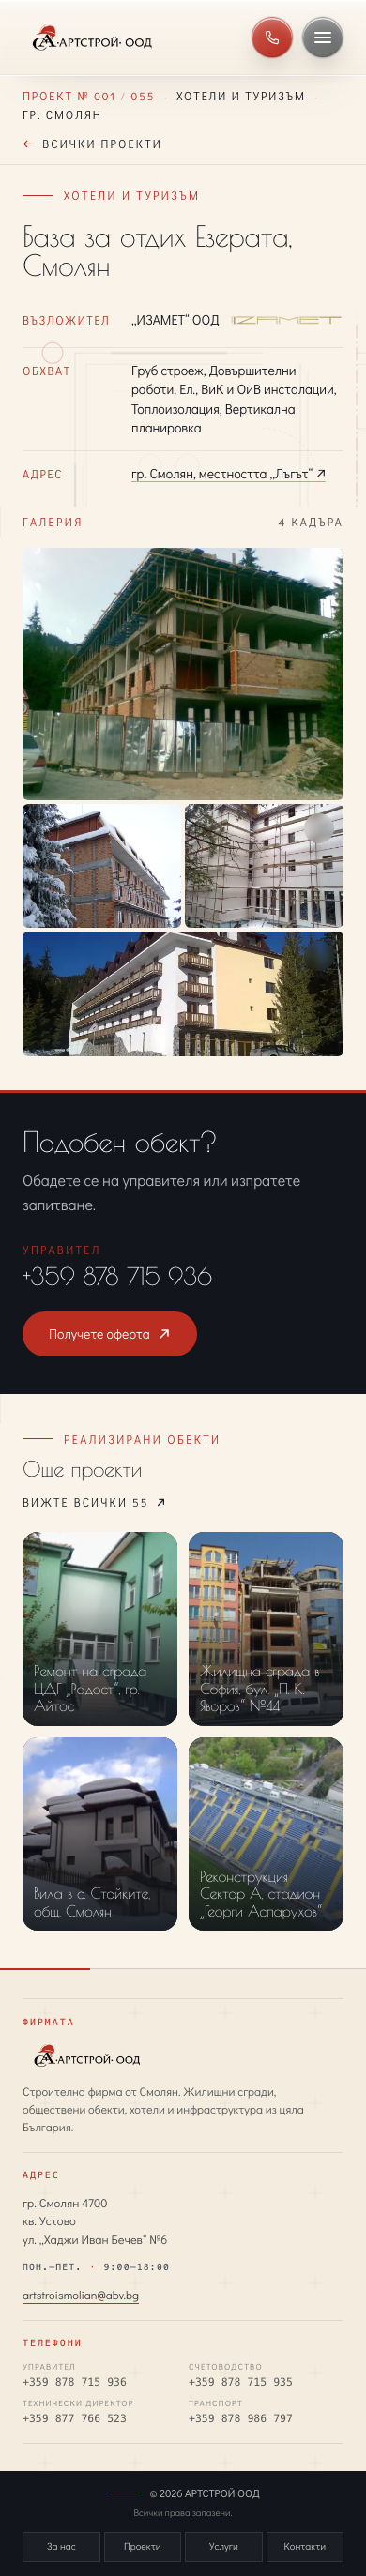 АРТСТРОЙ· ООД
ПРОЕКТ № 001 / 055 · ХОТЕЛИ И ТУРИЗЪМ ·
ГР. СМОЛЯН
← ВСИЧКИ ПРОЕКТИ
ХОТЕЛИ И ТУРИЗЪМ
База за отдих Езерата,
Смолян
ВЪЗЛОЖИТЕЛ „ИЗАМЕТ“ ООД IZAMET
ОБХВАТ Груб строеж, Довършителни
работи, Ел., ВиК и ОиВ инсталации,
Топлоизолация, Вертикална
планировка
АДРЕС гр. Смолян, местността „Лъгът“ ↗
ГАЛЕРИЯ 4 КАДЪРА
Подобен обект?
Обадете се на управителя или изпратете
запитване.
УПРАВИТЕЛ
+359 878 715 936
Получете оферта ↗
РЕАЛИЗИРАНИ ОБЕКТИ
Още проекти
ВИЖТЕ ВСИЧКИ 55 ↗
Ремонт на сграда
ЦДГ „Радост“, гр.
Айтос
Жилищна сграда в
София, бул. „П. К.
Яворов“ №44
Вила в с. Стойките,
общ. Смолян
Реконструкция
Сектор А, стадион
„Георги Аспарухов“
ФИРМАТА
АРТСТРОЙ· ООД
Строителна фирма от Смолян. Жилищни сгради,
обществени обекти, хотели и инфраструктура из цяла
България.
АДРЕС
гр. Смолян 4700
кв. Устово
ул. „Хаджи Иван Бечев“ №6
ПОН.–ПЕТ. · 9:00–18:00
artstroismolian@abv.bg
ТЕЛЕФОНИ
УПРАВИТЕЛ СЧЕТОВОДСТВО
+359 878 715 936 +359 878 715 935
ТЕХНИЧЕСКИ ДИРЕКТОР ТРАНСПОРТ
+359 877 766 523 +359 878 986 797
© 2026 АРТСТРОЙ ООД
Всички права запазени.
За нас Проекти Услуги Контакти